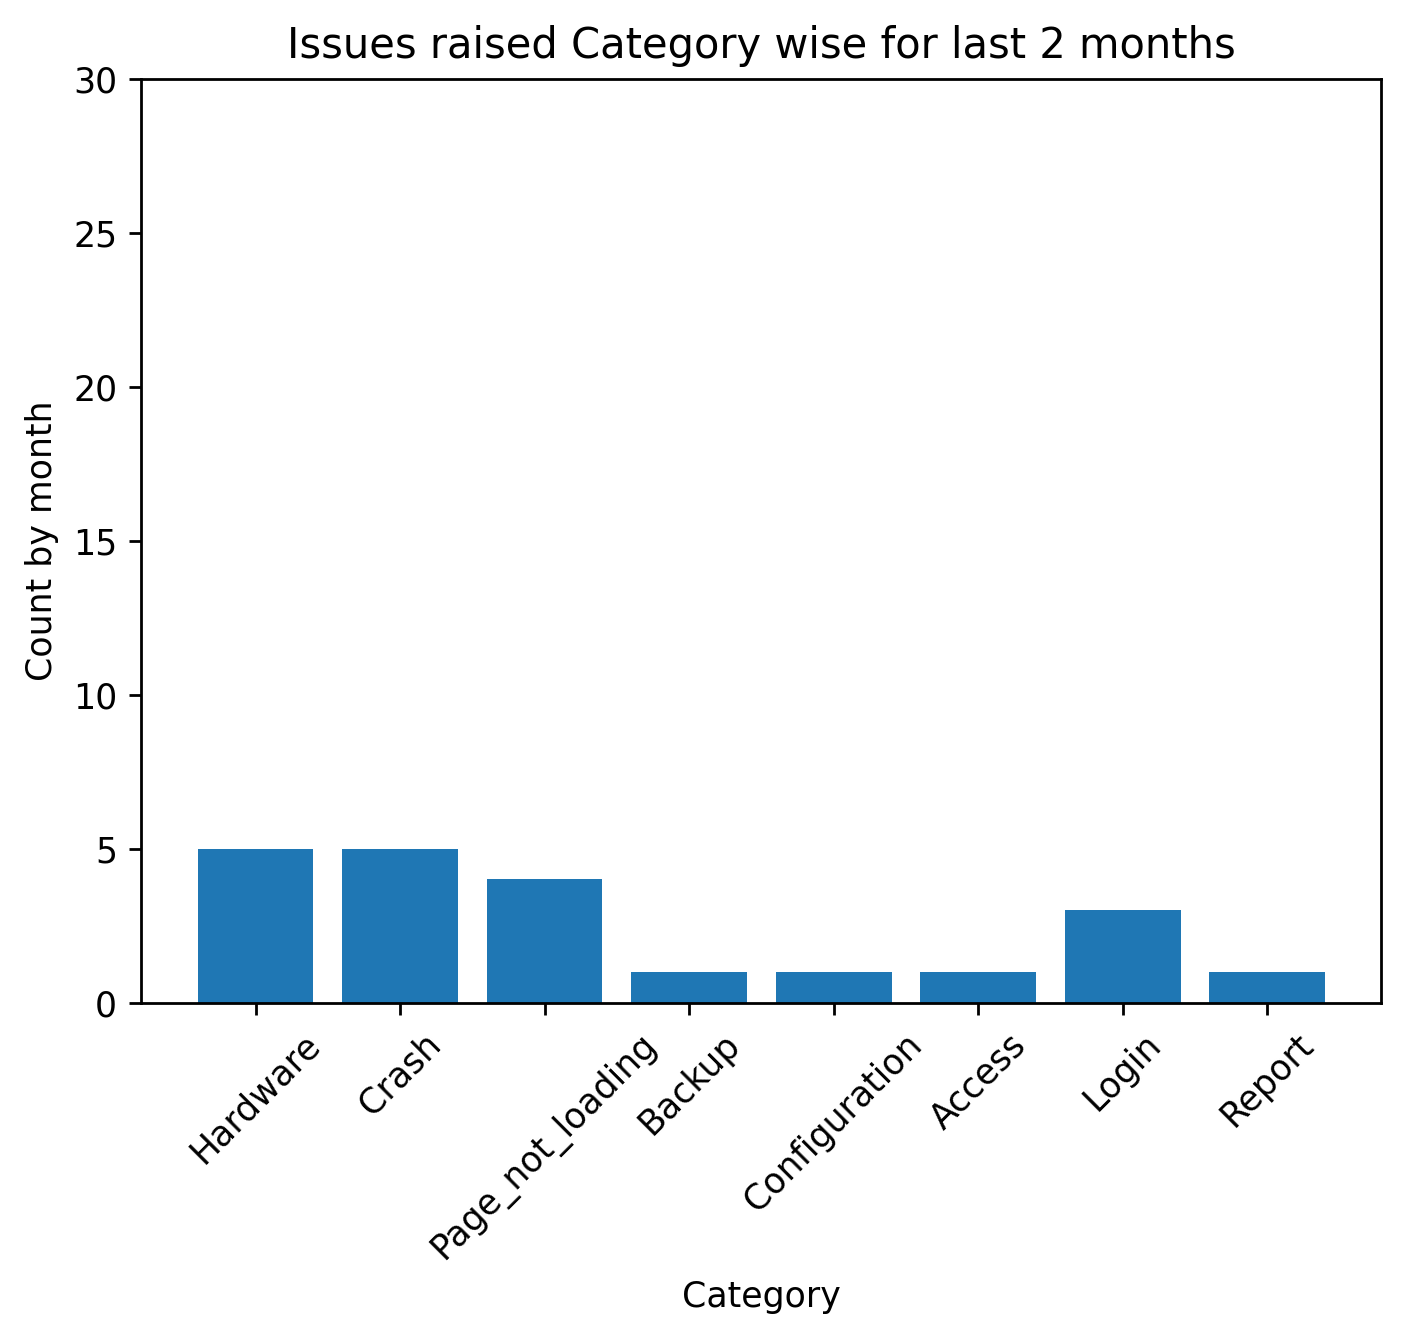 Issues raised Category wise for last 2 months
30
25
20
15
10
5
0
Count by month
Hardware
Crash
Page_not_loading
Backup
Configuration
Access
Login
Report
Category